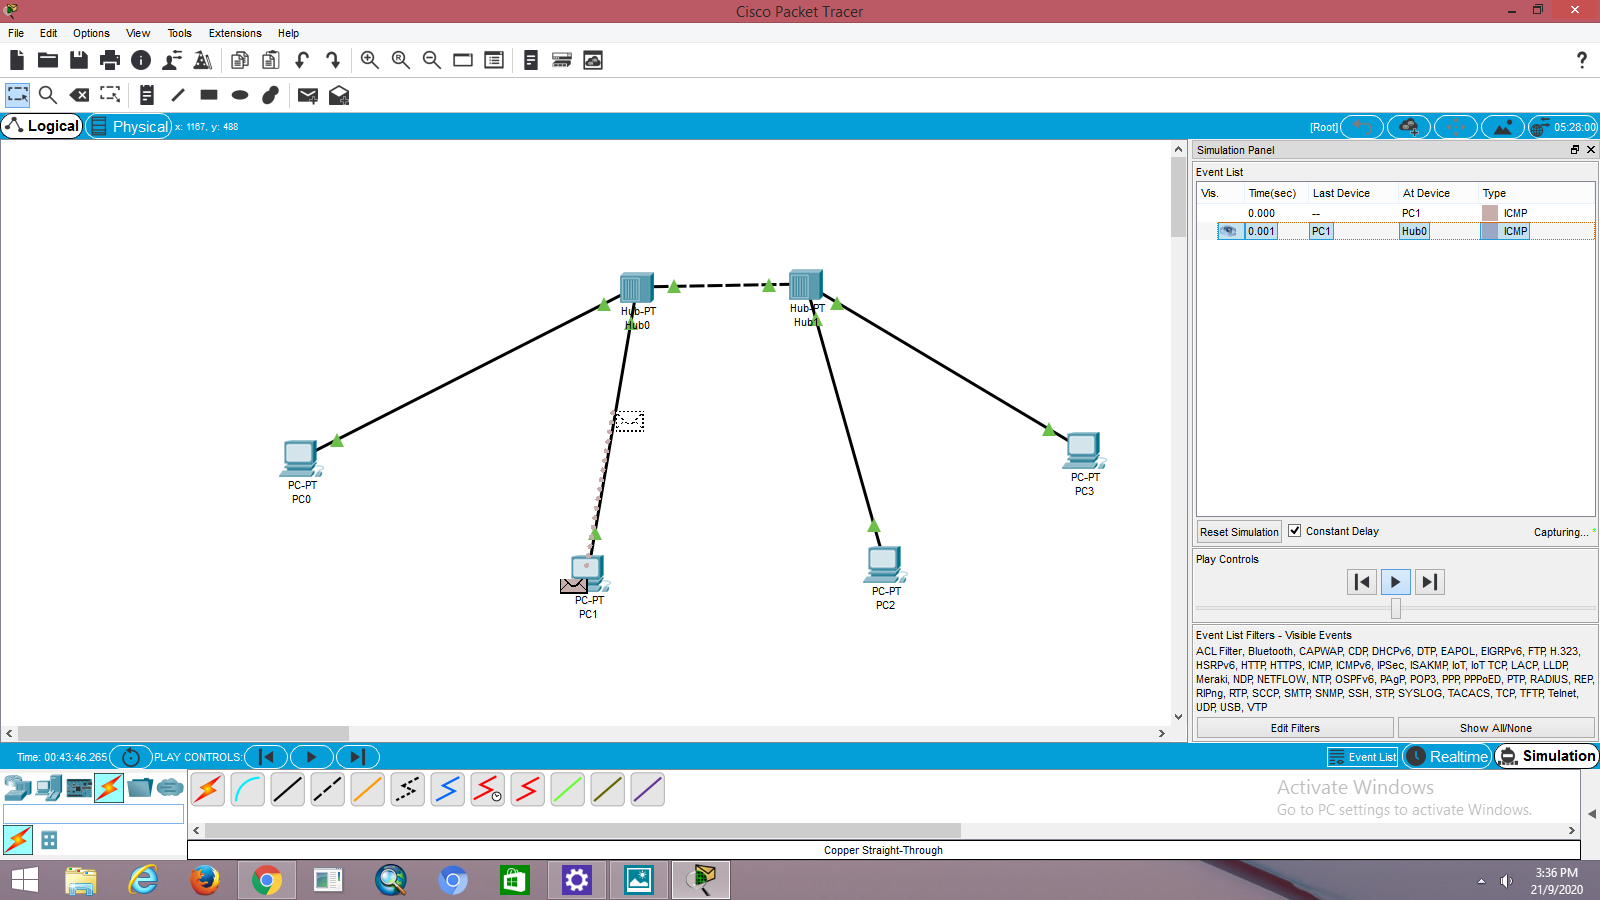 Cisco Packet Tracer
File Edit Options View Tools Extensions Help
?
Logical Physical x: 1167, y: 488 [Root] 05:28:00
Simulation Panel
Event List
Vis. Time(sec) Last Device At Device Type
0.000 -- PC1 ICMP
0.001 PC1 Hub0 ICMP
Hub-PT
Hub0
Hub-PT
Hub1
PC-PT
PC0
PC-PT
PC3
PC-PT
PC1
PC-PT
PC2
Reset Simulation Constant Delay Capturing... *
Play Controls
Event List Filters - Visible Events
ACL Filter, Bluetooth, CAPWAP, CDP, DHCPv6, DTP, EAPOL, EIGRPv6, FTP, H.323,
HSRPv6, HTTP, HTTPS, ICMP, ICMPv6, IPSec, ISAKMP, IoT, IoT TCP, LACP, LLDP,
Meraki, NDP, NETFLOW, NTP, OSPFv6, PAgP, POP3, PPP, PPPoED, PTP, RADIUS, REP,
RIPng, RTP, SCCP, SMTP, SNMP, SSH, STP, SYSLOG, TACACS, TCP, TFTP, Telnet,
UDP, USB, VTP
Edit Filters Show All/None
Time: 00:43:46.265 PLAY CONTROLS: Event List Realtime Simulation
Activate Windows
Go to PC settings to activate Windows.
Copper Straight-Through
3:36 PM
21/9/2020